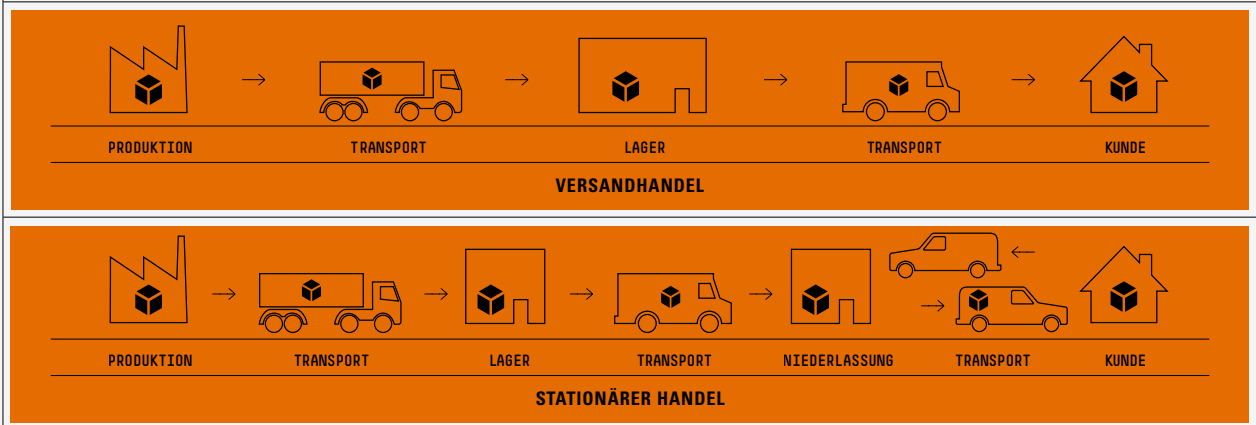 PRODUKTION TRANSPORT LAGER TRANSPORT KUNDE
VERSANDHANDEL
PRODUKTION TRANSPORT LAGER TRANSPORT NIEDERLASSUNG TRANSPORT KUNDE
STATIONÄRER HANDEL